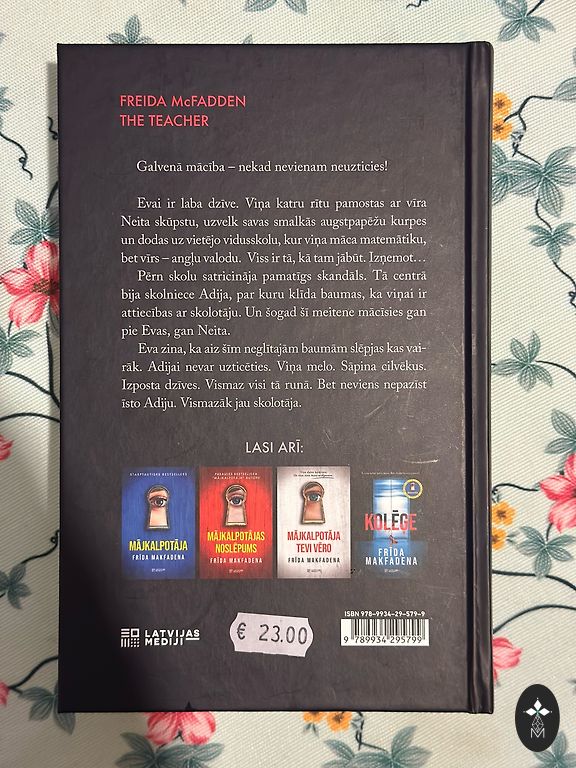 FREIDA McFADDEN
THE TEACHER
Galvenā mācība – nekad nevienam neuzticies!
Evai ir laba dzīve. Viņa katru rītu pamostas ar vīra
Neita skūpstu, uzvelk savas smalkās augstpapēžu kurpes
un dodas uz vietējo vidusskolu, kur viņa māca matemātiku,
bet vīrs – angļu valodu. Viss ir tā, kā tam jābūt. Izņemot...
Pērn skolu satricināja pamatīgs skandāls. Tā centrā
bija skolniece Adija, par kuru klīda baumas, ka viņai ir
attiecības ar skolotāju. Un šogad šī meitene mācīsies gan
pie Evas, gan Neita.
Eva zina, ka aiz šīm neglītajām baumām slēpjas kas vai-
rāk. Adijai nevar uzticēties. Viņa melo. Sāpina cilvēkus.
Izposta dzīves. Vismaz visi tā runā. Bet neviens nepazīst
īsto Adiju. Vismazāk jau skolotāja.
LASI ARĪ:
STARPTAUTISKS BESTSELLERS
MĀJKALPOTĀJA
FRĪDA MAKFADENA
MĀJKALPOTĀJAS
NOSLĒPUMS
FRĪDA MAKFADENA
MĀJKALPOTĀJA
TEVI VĒRO
FRĪDA MAKFADENA
KOLĒĢE
FRĪDA
MAKFADENA
LATVIJAS
MEDIJI
€ 23.00
ISBN 978-9934-29-579-9
9 789934 295799
M